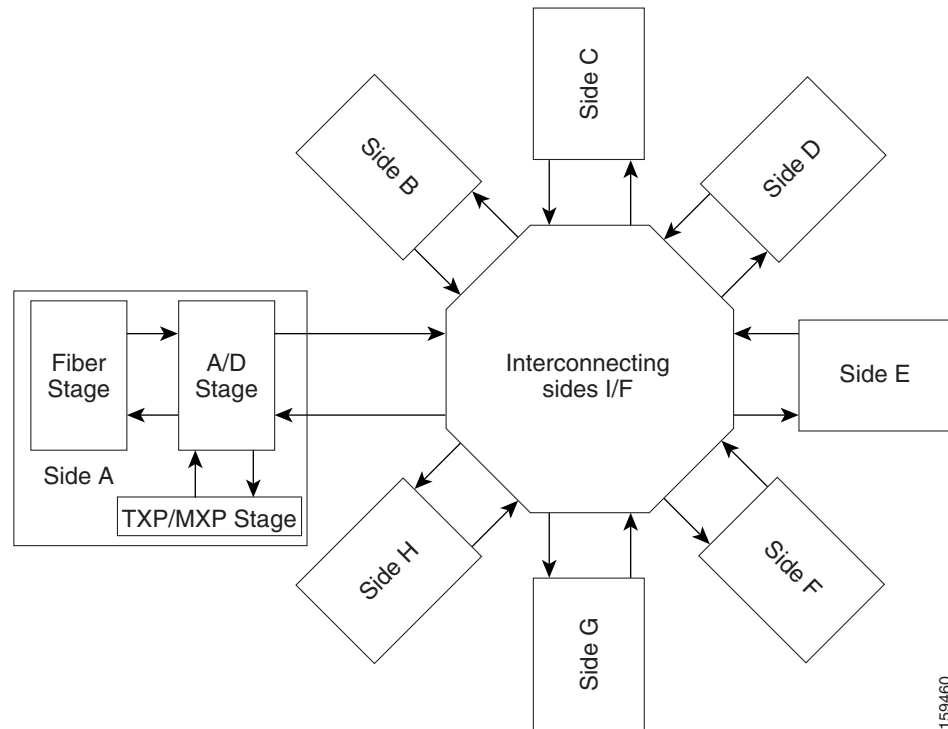 Side C
Side B
Side D
Fiber
Stage
A/D
Stage
Interconnecting
sides I/F
Side E
Side A
TXP/MXP Stage
Side H
Side F
Side G
159460